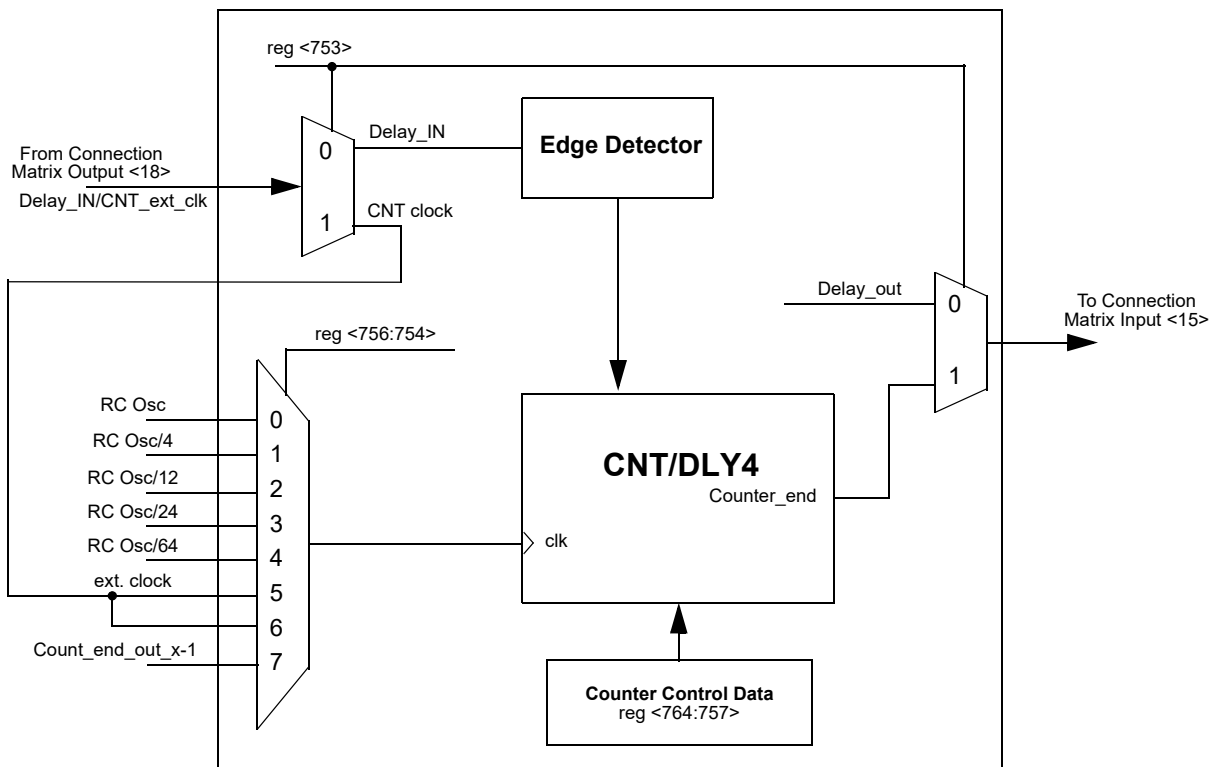 reg <753>
From Connection
Matrix Output <18>
Delay_IN/CNT_ext_clk
0
1
Delay_IN
CNT clock
Edge Detector
Delay_out
0
1
To Connection
Matrix Input <15>
reg <756:754>
RC Osc
RC Osc/4
RC Osc/12
RC Osc/24
RC Osc/64
ext. clock
Count_end_out_x-1
0
1
2
3
4
5
6
7
CNT/DLY4
Counter_end
clk
Counter Control Data
reg <764:757>